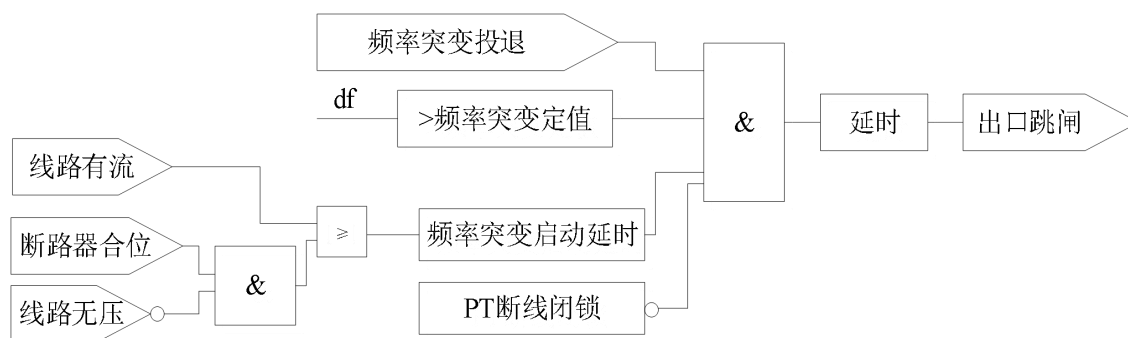 频率突变投退
df
>频率突变定值
&
延时
出口跳闸
线路有流
断路器合位
线路无压
&
≥
频率突变启动延时
PT断线闭锁